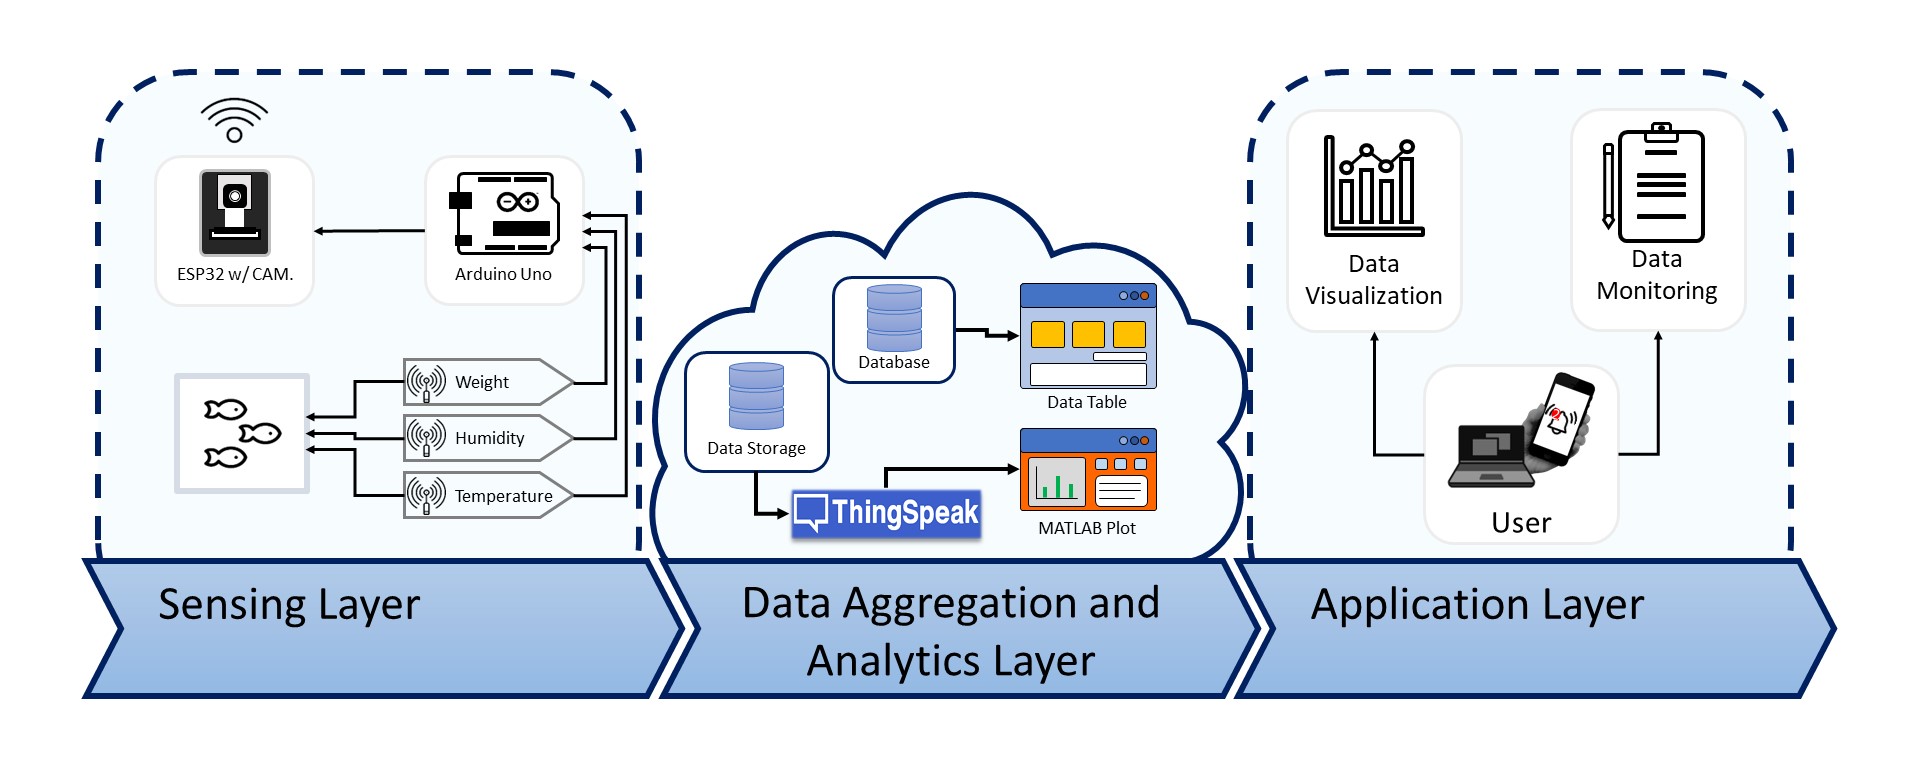 ESP32 w/ CAM.
Arduino Uno
Weight
Humidity
Temperature
Sensing Layer
Database
Data Storage
Data Table
ThingSpeak
MATLAB Plot
Data Aggregation and
Analytics Layer
Data
Visualization
Data
Monitoring
User
Application Layer